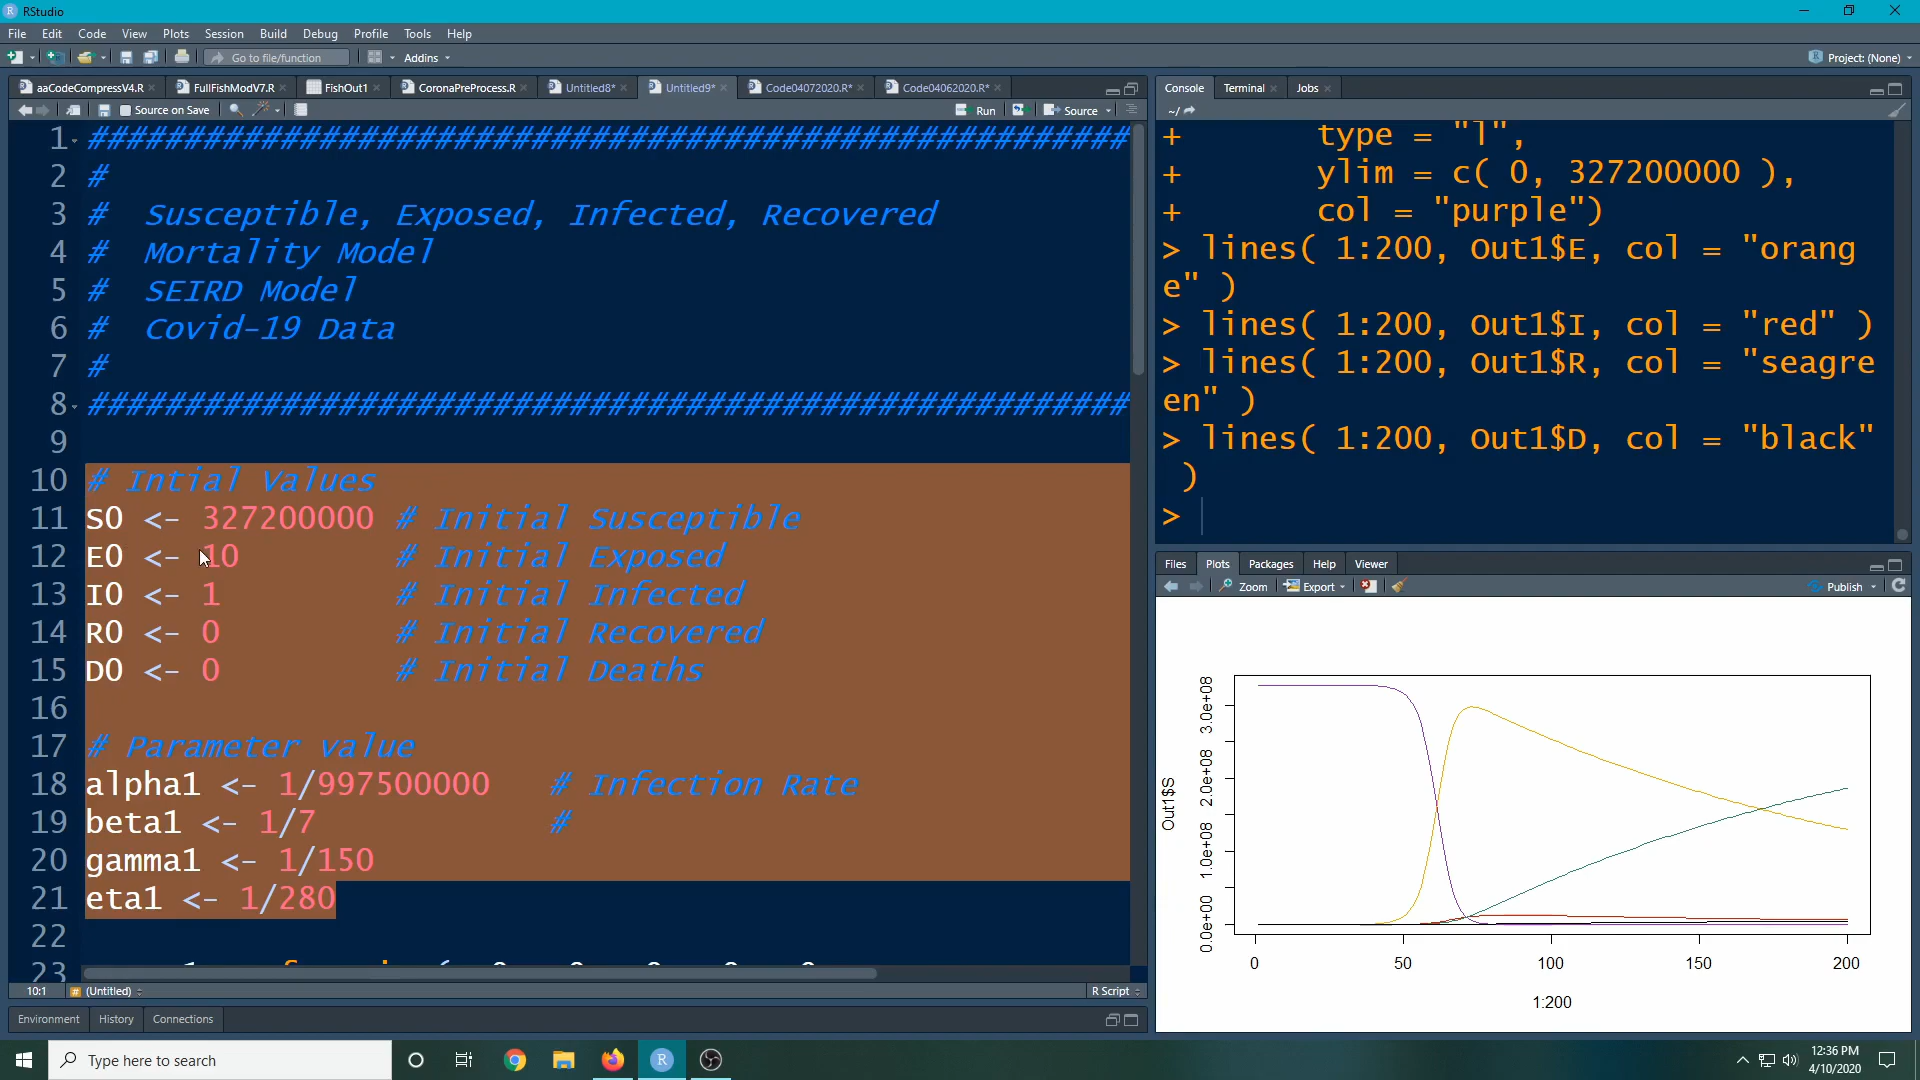 RStudio
File Edit Code View Plots Session Build Debug Profile Tools Help
Go to file/function Addins Project: (None)
aaCodeCompressV4.R FullFishModV7.R FishOut1 CoronaPreProcess.R Untitled8* Untitled9* Code04072020.R* Code04062020.R*
Source on Save Run Source
1 ######################################################
2 #
3 # Susceptible, Exposed, Infected, Recovered
4 # Mortality Model
5 # SEIRD Model
6 # Covid-19 Data
7 #
8 ######################################################
9
10 # Intial Values
11 S0 <- 327200000 # Initial Susceptible
12 E0 <- 10 # Initial Exposed
13 I0 <- 1 # Initial Infected
14 R0 <- 0 # Initial Recovered
15 D0 <- 0 # Initial Deaths
16
17 # Parameter value
18 alpha1 <- 1/997500000 # Infection Rate
19 beta1 <- 1/7 #
20 gamma1 <- 1/150
21 eta1 <- 1/280
22
23
10:1 (Untitled) R Script
Environment History Connections
Console Terminal Jobs
~/
+ type = "l",
+ ylim = c( 0, 327200000 ),
+ col = "purple")
> lines( 1:200, Out1$E, col = "orang
e" )
> lines( 1:200, Out1$I, col = "red" )
> lines( 1:200, Out1$R, col = "seagre
en" )
> lines( 1:200, Out1$D, col = "black"
)
>
Files Plots Packages Help Viewer
Zoom Export Publish
Out1$S
3.0e+08
2.0e+08
1.0e+08
0.0e+00
0 50 100 150 200
1:200
Type here to search
12:36 PM
4/10/2020